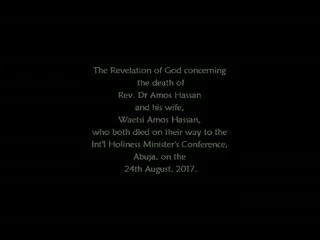 The Revelation of God concerning
the death of
Rev. Dr Amos Hassan
and his wife,
Waetsi Amos Hassan,
who both died on their way to the
Int'l Holiness Minister's Conference,
Abuja, on the
24th August, 2017.